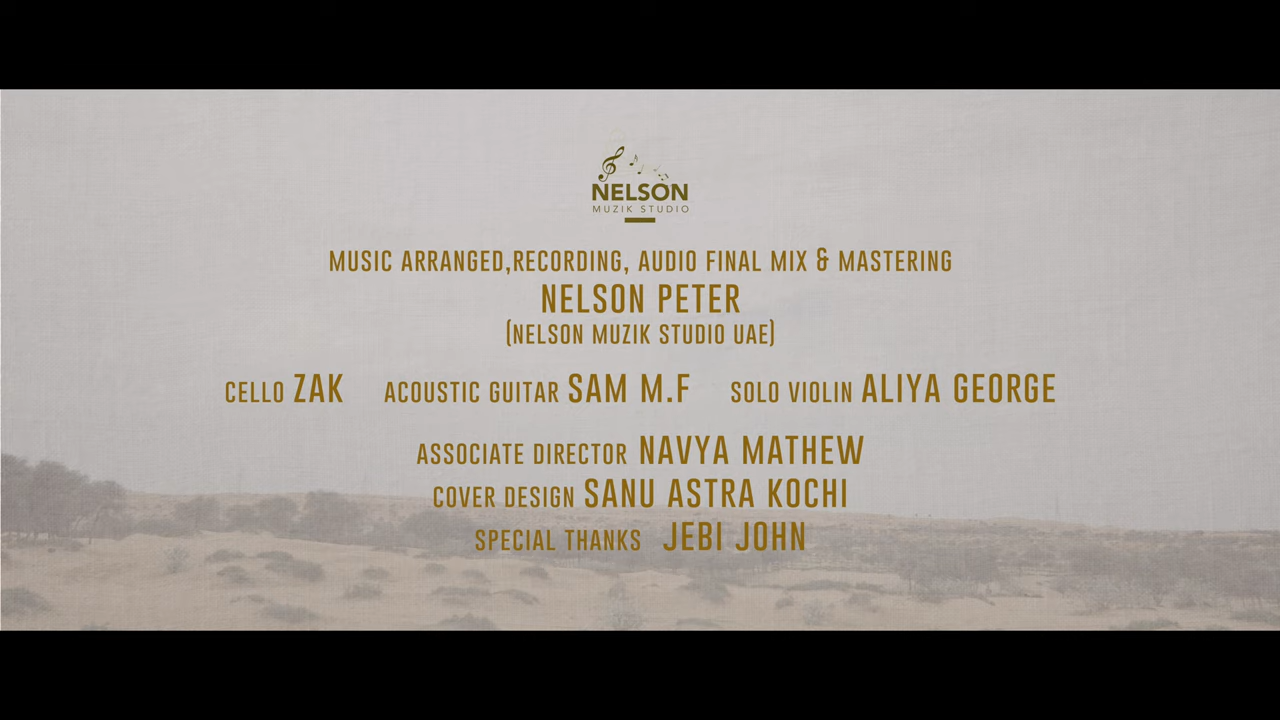 NELSON
MUZIK STUDIO
MUSIC ARRANGED,RECORDING, AUDIO FINAL MIX & MASTERING
NELSON PETER
(NELSON MUZIK STUDIO UAE)
CELLO ZAK ACOUSTIC GUITAR SAM M.F SOLO VIOLIN ALIYA GEORGE
ASSOCIATE DIRECTOR NAVYA MATHEW
COVER DESIGN SANU ASTRA KOCHI
SPECIAL THANKS JEBI JOHN